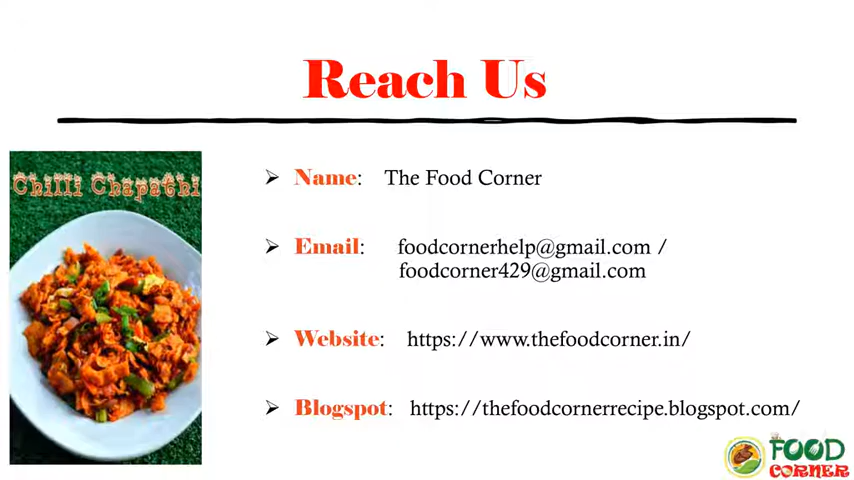 Reach Us
Chilli Chapathi
➢ Name: The Food Corner
➢ Email: foodcornerhelp@gmail.com /
foodcorner429@gmail.com
➢ Website: https://www.thefoodcorner.in/
➢ Blogspot: https://thefoodcornerrecipe.blogspot.com/
FOOD
CORNER